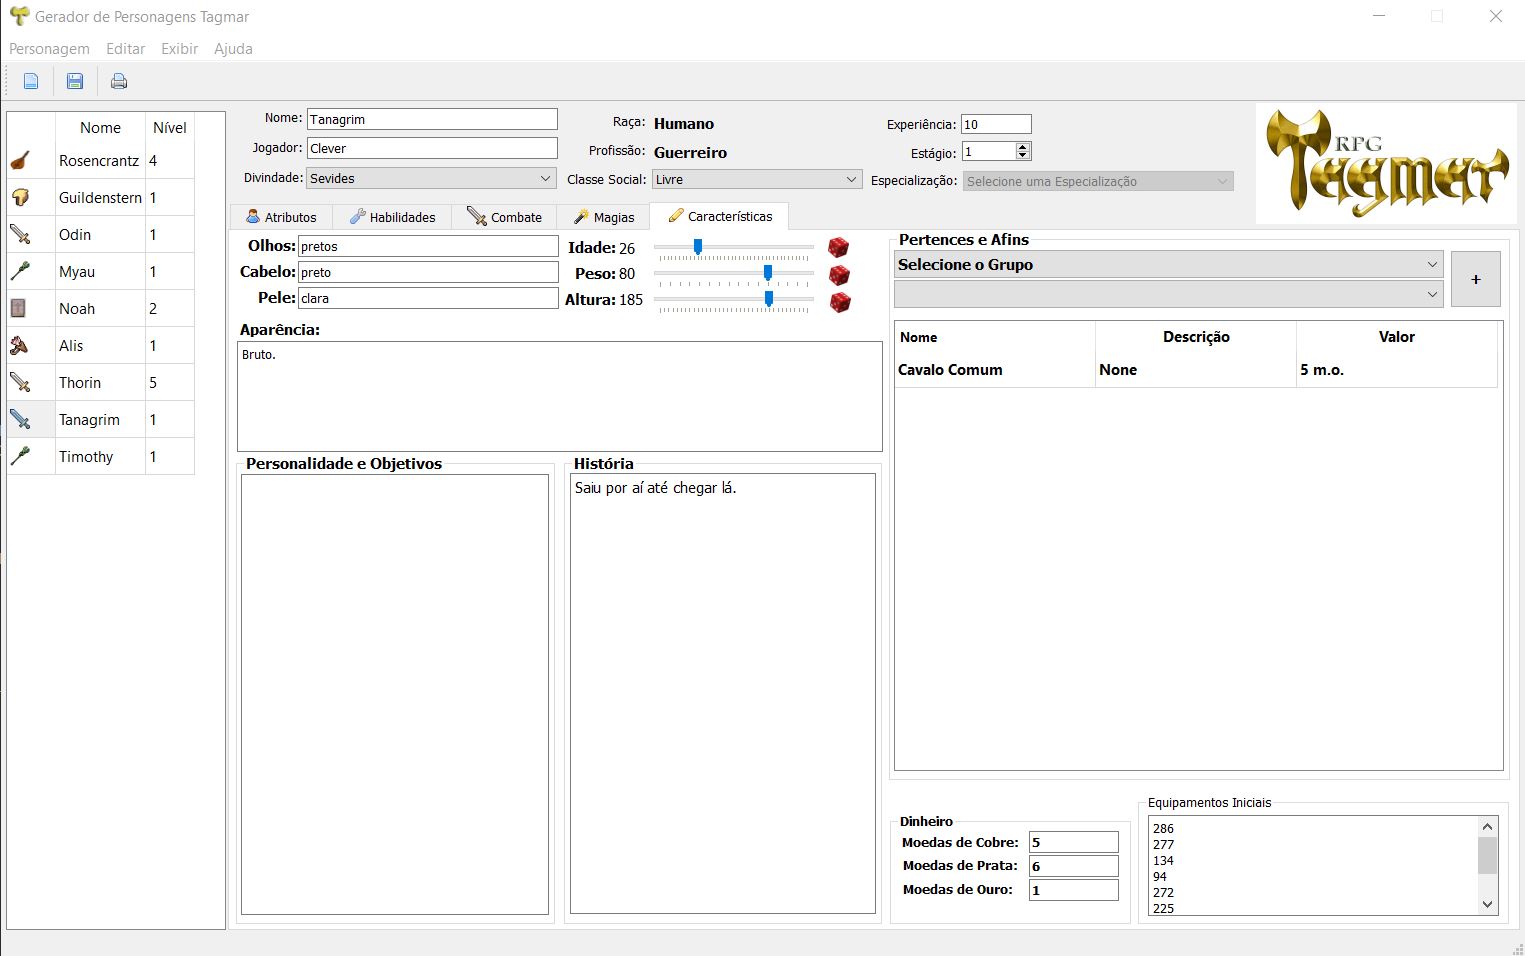 Gerador de Personagens Tagmar
Personagem Editar Exibir Ajuda
Nome Nível
Rosencrantz 4
Guildenstern 1
Odin 1
Myau 1
Noah 2
Alis 1
Thorin 5
Tanagrim 1
Timothy 1
Nome: Tanagrim
Jogador: Clever
Divindade: Sevides
Raça: Humano
Profissão: Guerreiro
Classe Social: Livre
Experiência: 10
Estágio: 1
Especialização: Selecione uma Especialização
RPG
Tagmar
Atributos Habilidades Combate Magias Características
Olhos: pretos
Cabelo: preto
Pele: clara
Idade: 26
Peso: 80
Altura: 185
Aparência:
Bruto.
Personalidade e Objetivos
História
Saiu por aí até chegar lá.
Pertences e Afins
Selecione o Grupo
+
Nome Descrição Valor
Cavalo Comum None 5 m.o.
Dinheiro
Moedas de Cobre: 5
Moedas de Prata: 6
Moedas de Ouro: 1
Equipamentos Iniciais
286
277
134
94
272
225